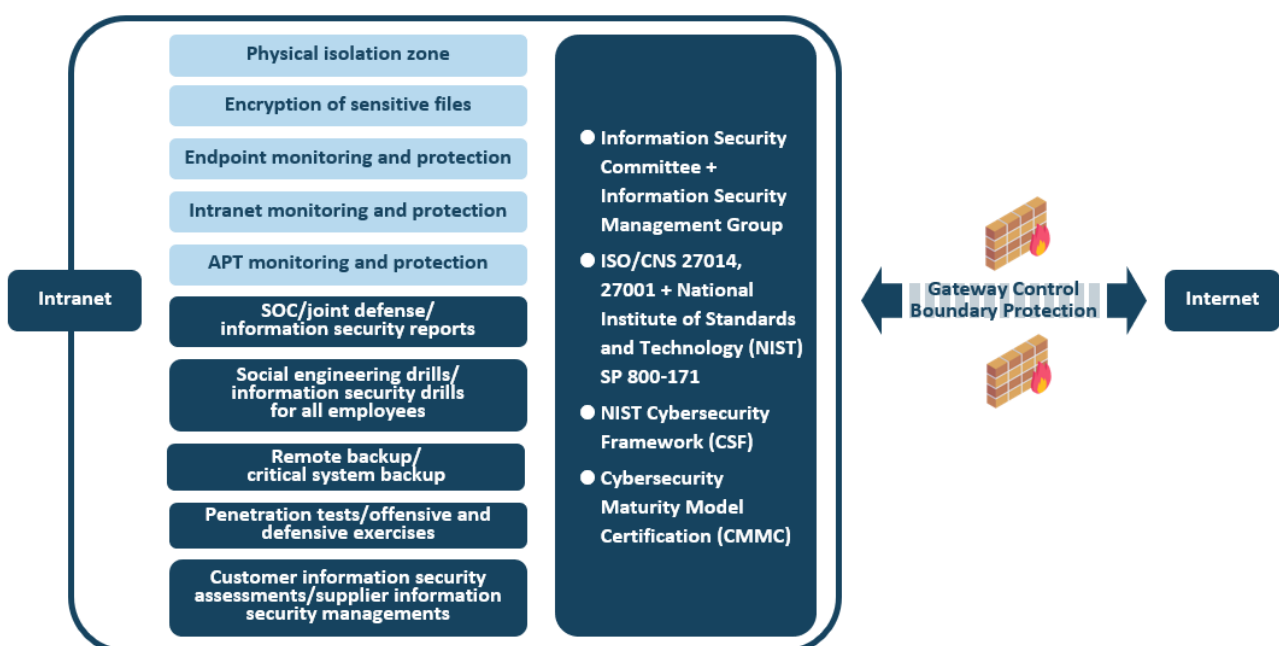 Intranet
Physical isolation zone
Encryption of sensitive files
Endpoint monitoring and protection
Intranet monitoring and protection
APT monitoring and protection
SOC/joint defense/
information security reports
Social engineering drills/
information security drills
for all employees
Remote backup/
critical system backup
Penetration tests/offensive and
defensive exercises
Customer information security
assessments/supplier information
security managements
Information Security
Committee +
Information Security
Management Group
ISO/CNS 27014,
27001 + National
Institute of Standards
and Technology (NIST)
SP 800-171
NIST Cybersecurity
Framework (CSF)
Cybersecurity
Maturity Model
Certification (CMMC)
Gateway Control
Boundary Protection
Internet